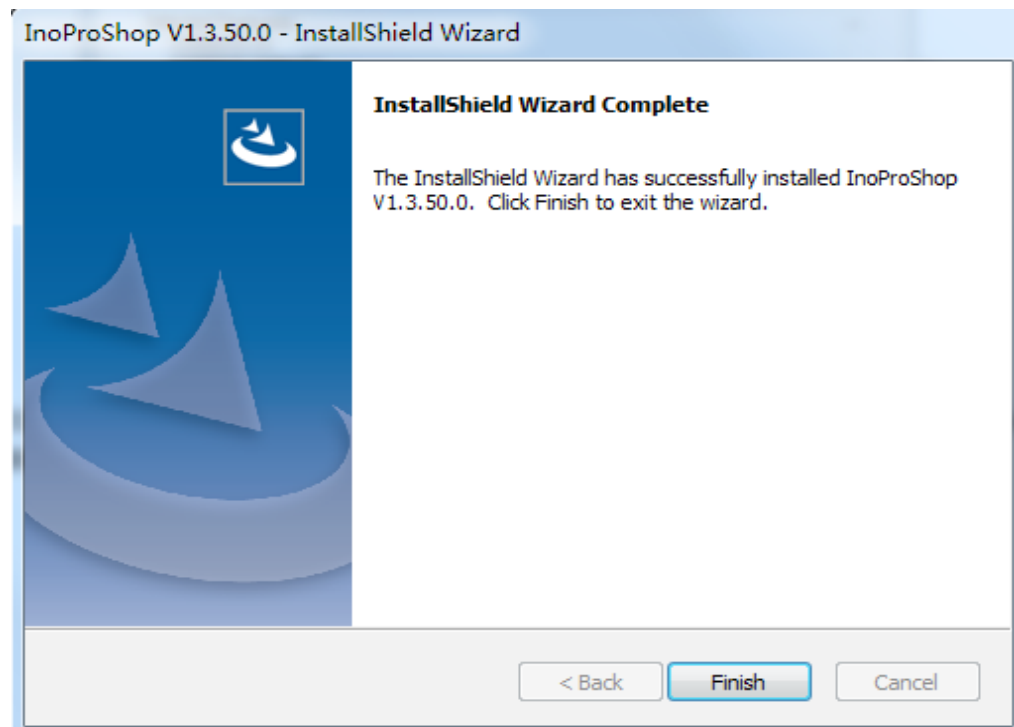 InoProShop V1.3.50.0 - InstallShield Wizard
InstallShield Wizard Complete
The InstallShield Wizard has successfully installed InoProShop
V1.3.50.0.  Click Finish to exit the wizard.
< Back
Finish
Cancel